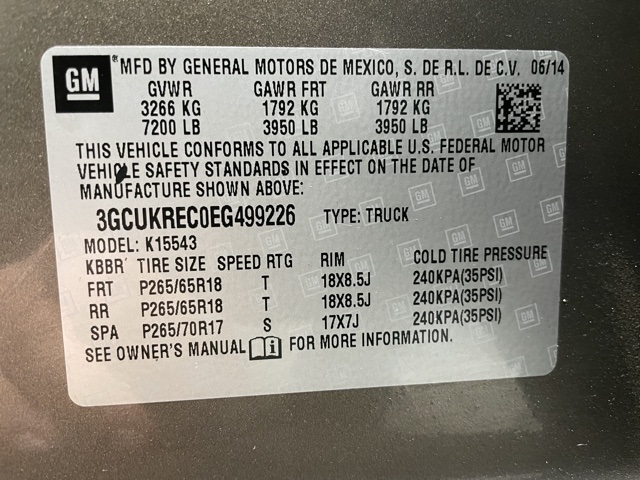 GM ® MFD BY GENERAL MOTORS DE MEXICO, S. DE R.L. DE C.V. 06/14
GVWR GAWR FRT GAWR RR
3266 KG 1792 KG 1792 KG
7200 LB 3950 LB 3950 LB
THIS VEHICLE CONFORMS TO ALL APPLICABLE U.S. FEDERAL MOTOR
VEHICLE SAFETY STANDARDS IN EFFECT ON THE DATE OF
MANUFACTURE SHOWN ABOVE:
3GCUKREC0EG499226 TYPE: TRUCK
MODEL: K15543
KBBR TIRE SIZE SPEED RTG RIM COLD TIRE PRESSURE
FRT P265/65R18 T 18X8.5J 240KPA(35PSI)
RR P265/65R18 T 18X8.5J 240KPA(35PSI)
SPA P265/70R17 S 17X7J 240KPA(35PSI)
SEE OWNER'S MANUAL FOR MORE INFORMATION.